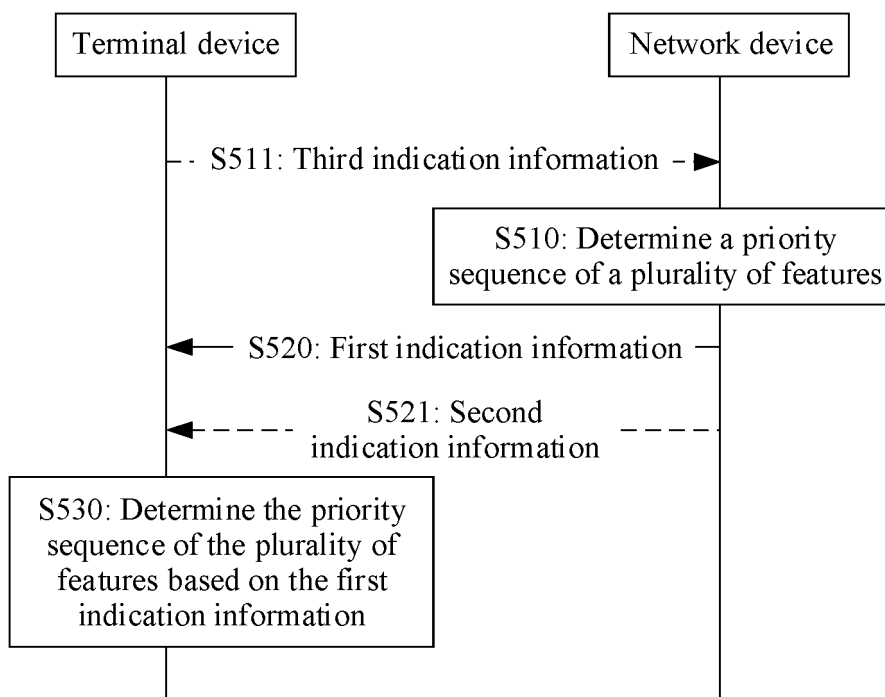 Terminal device
Network device
S511: Third indication information
S510: Determine a priority
sequence of a plurality of features
S520: First indication information
S521: Second
indication information
S530: Determine the priority
sequence of the plurality of
features based on the first
indication information